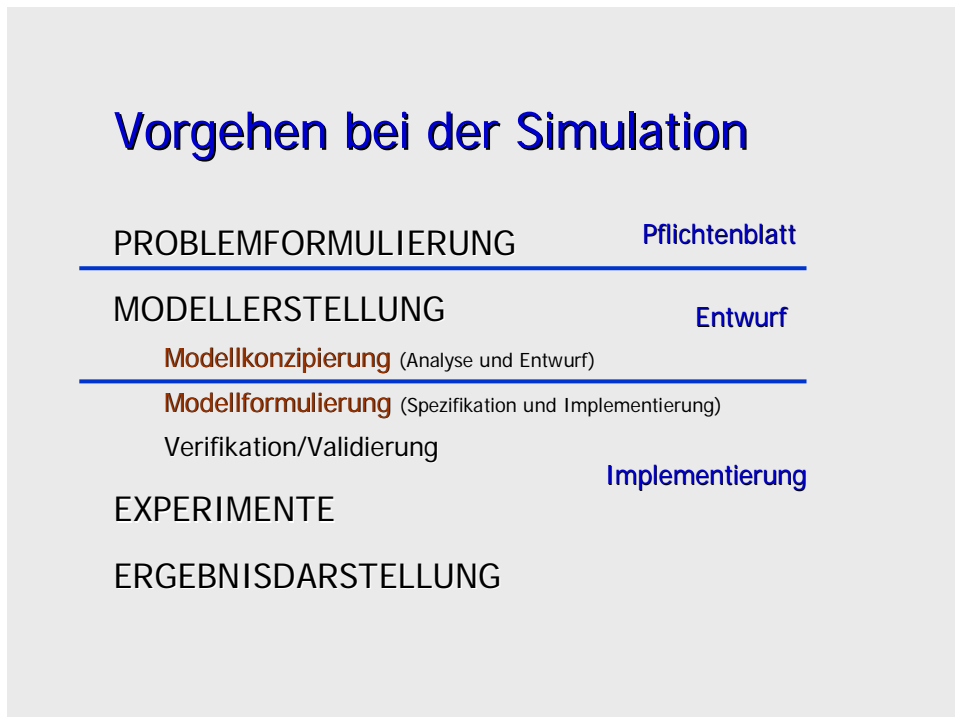 Vorgehen bei der Simulation
PROBLEMFORMULIERUNG
Pflichtenblatt
MODELLERSTELLUNG
Entwurf
Modellkonzipierung (Analyse und Entwurf)
Modellformulierung (Spezifikation und Implementierung)
Verifikation/Validierung
Implementierung
EXPERIMENTE
ERGEBNISDARSTELLUNG